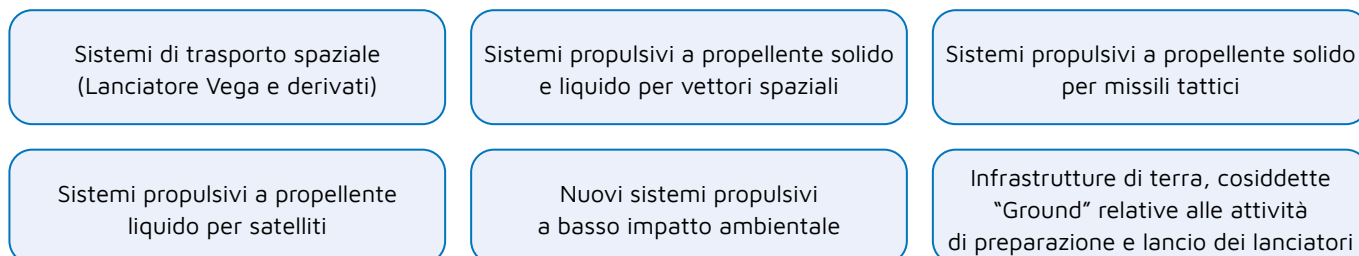 Sistemi di trasporto spaziale
(Lanciatore Vega e derivati)
Sistemi propulsivi a propellente solido
e liquido per vettori spaziali
Sistemi propulsivi a propellente solido
per missili tattici
Sistemi propulsivi a propellente
liquido per satelliti
Nuovi sistemi propulsivi
a basso impatto ambientale
Infrastrutture di terra, cosiddette
“Ground” relative alle attività
di preparazione e lancio dei lanciatori